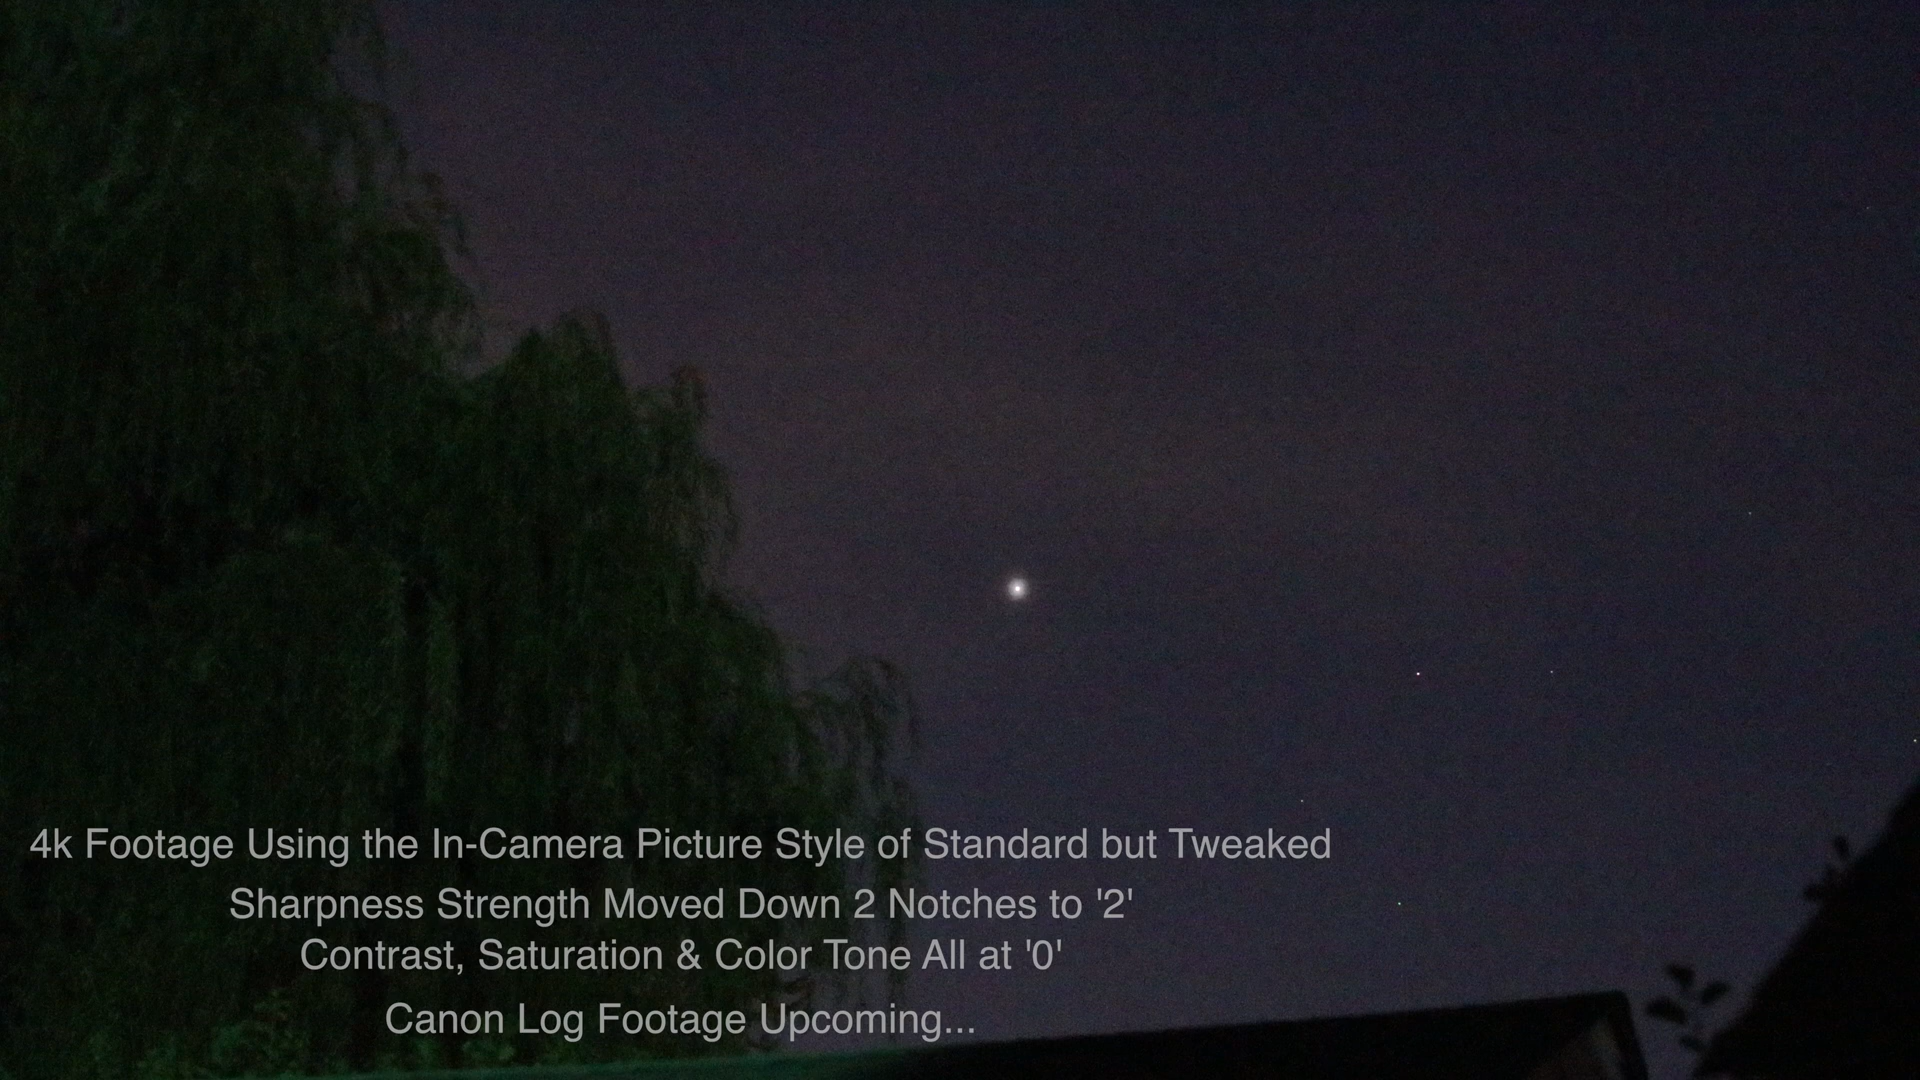 4k Footage Using the In-Camera Picture Style of Standard but Tweaked
Sharpness Strength Moved Down 2 Notches to '2'
Contrast, Saturation & Color Tone All at '0'
Canon Log Footage Upcoming...